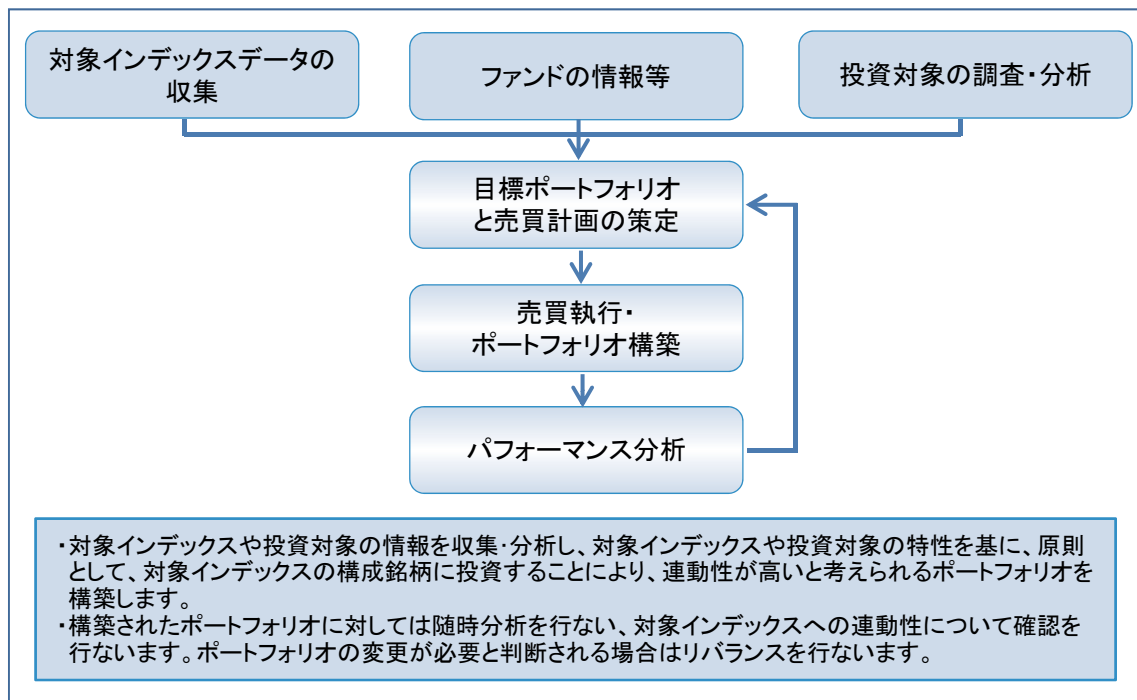 対象インデックスデータの
収集
ファンドの情報等
投資対象の調査・分析
目標ポートフォリオ
と売買計画の策定
売買執行・
ポートフォリオ構築
パフォーマンス分析
・対象インデックスや投資対象の情報を収集・分析し、対象インデックスや投資対象の特性を基に、原則
として、対象インデックスの構成銘柄に投資することにより、連動性が高いと考えられるポートフォリオを
構築します。
・構築されたポートフォリオに対しては随時分析を行ない、対象インデックスへの連動性について確認を
行ないます。ポートフォリオの変更が必要と判断される場合はリバランスを行ないます。